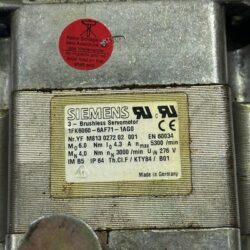 SIEMENS
3 - Brushless Servomotor
1FK6060-6AF71-1AG0
Nr.YF M813 0272 02 001 EN 60034
M0 6.0 Nm I0 4.3 A nmax 5300 /min
MN 4.0 Nm nN 3000 /min UIN 276 V
IM B5 IP 64 Th.Cl.F / KTY84 / B01
Made in Germany